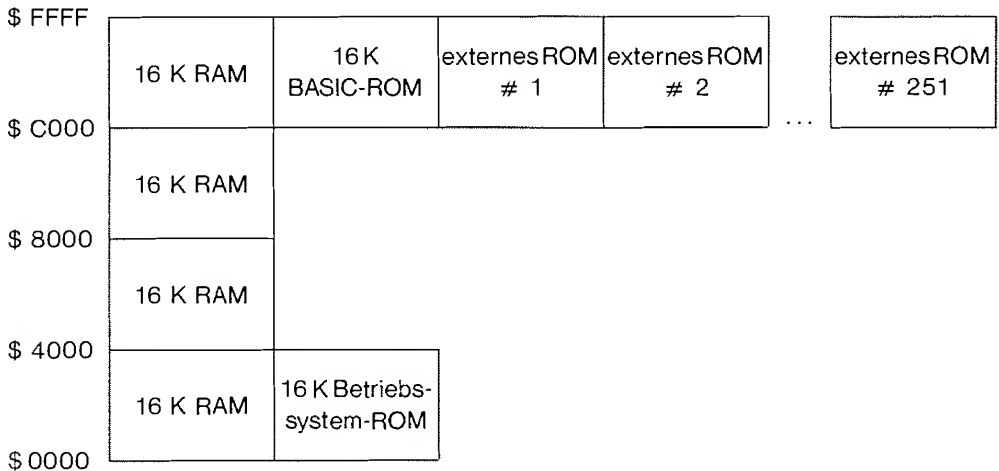 $ FFFF
16 K RAM
16 K
BASIC-ROM
externes ROM
# 1
externes ROM
# 2
...
externes ROM
# 251
$ C000
16 K RAM
$ 8000
16 K RAM
$ 4000
16 K RAM
16 K Betriebs-
system-ROM
$ 0000